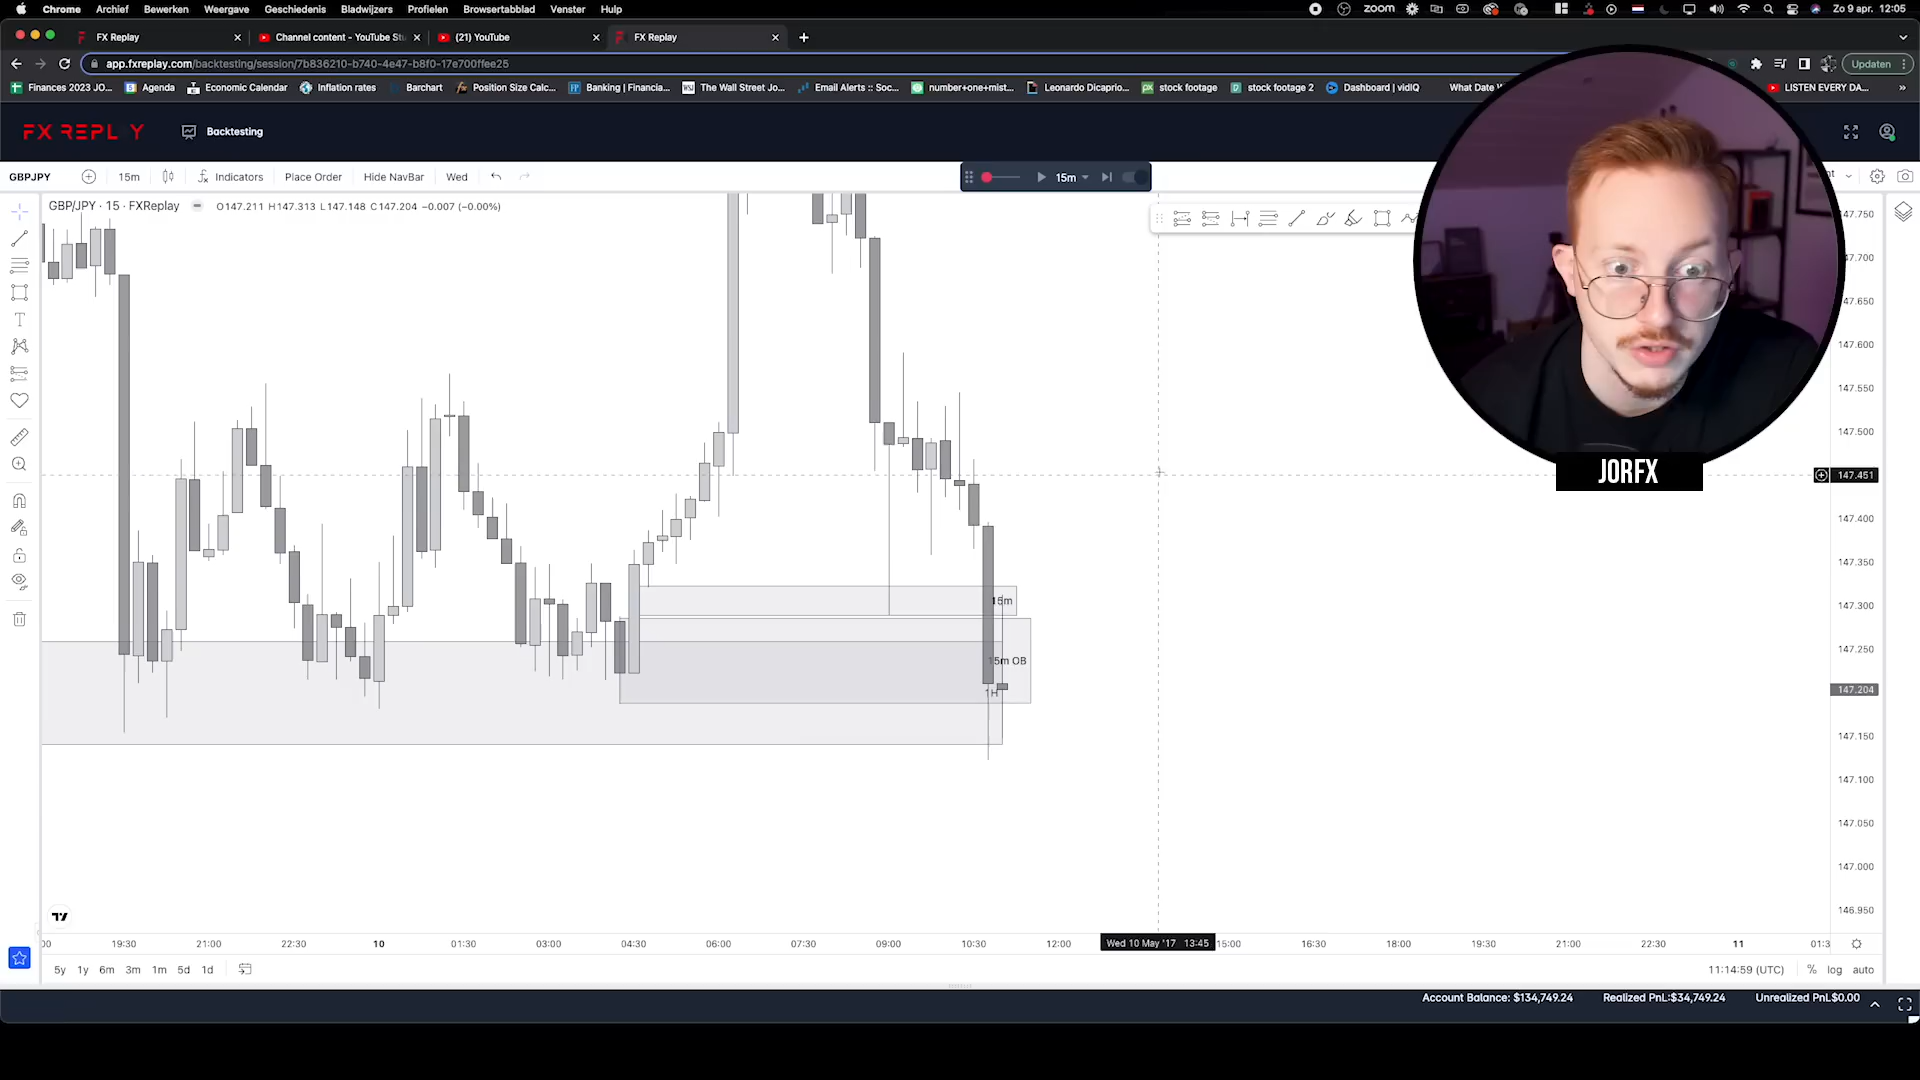 Chrome Archief Bewerken Weergave Geschiedenis Bladwijzers Profielen Browsertabblad Venster Help zoom Zo 9 apr. 12:05
FX Replay Channel content - YouTube St (21) YouTube FX Replay
app.fxreplay.com/backtesting/session/7b836210-b740-4e47-b8f0-17e700ffee25 Updaten
Finances 2023 JO... Agenda Economic Calendar Inflation rates Barchart Position Size Calc... Banking | Financia... The Wall Street Jo... Email Alerts :: Soc... number+one+mist... Leonardo Dicaprio... stock footage stock footage 2 Dashboard | vidIQ What Date LISTEN EVERY DA... »
FX REPLAY Backtesting
GBPJPY 15m Indicators Place Order Hide NavBar Wed 15m
GBP/JPY · 15 · FXReplay O147.211 H147.313 L147.148 C147.204 −0.007 (−0.00%)
147.750
147.700
147.650
147.600
147.550
147.500
JORFX
147.451
147.400
147.350
147.300
147.250
147.204
147.150
147.100
147.050
147.000
146.950
15m
15m OB
1H
:00 19:30 21:00 22:30 10 01:30 03:00 04:30 06:00 07:30 09:00 10:30 12:00 Wed 10 May '17 13:45 15:00 16:30 18:00 19:30 21:00 22:30 11 01:3
5y 1y 6m 3m 1m 5d 1d 11:14:59 (UTC) % log auto
Account Balance: $134,749.24 Realized PnL:$34,749.24 Unrealized PnL$0.00